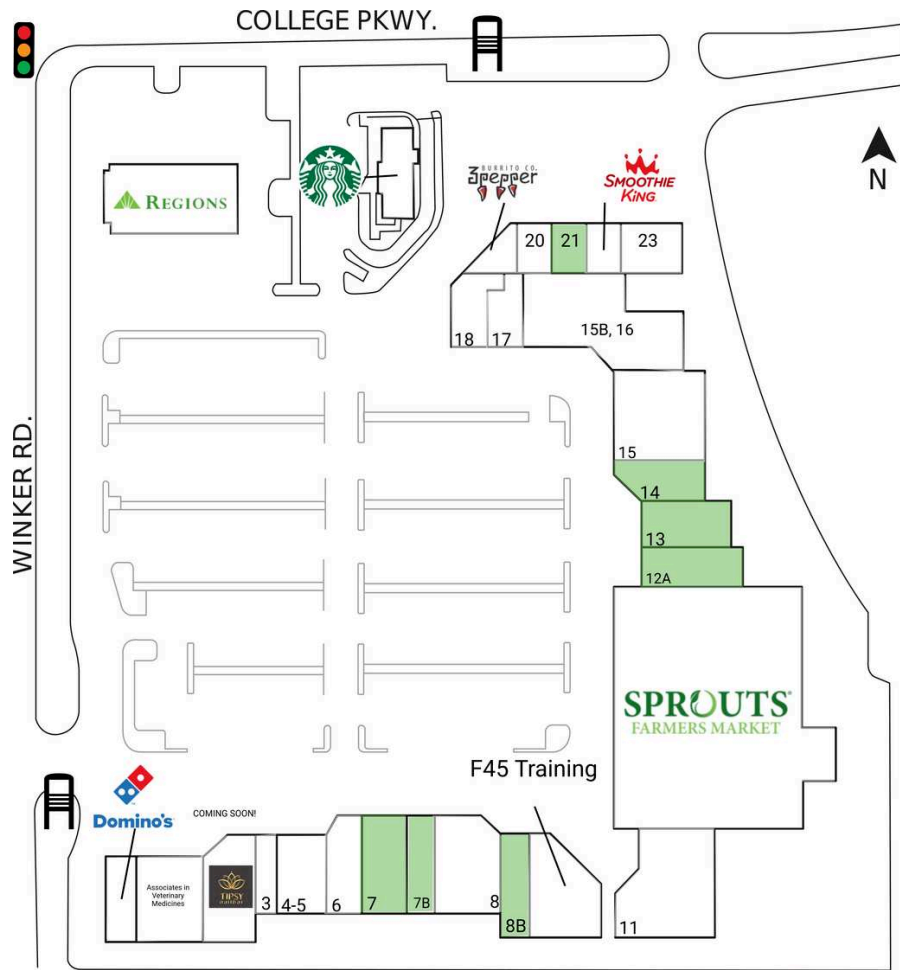 COLLEGE PKWY.
REGIONS
BURRITO CO.
3PEPPER
SMOOTHIE
KING
N
20
21
23
18
17
15B, 16
15
14
13
12A
WINKER RD.
SPROUTS
FARMERS MARKET
F45 Training
Domino's
COMING SOON!
Associates in
Veterinary
Medicines
TIPSY
3
4-5
6
7
7B
8
8B
11